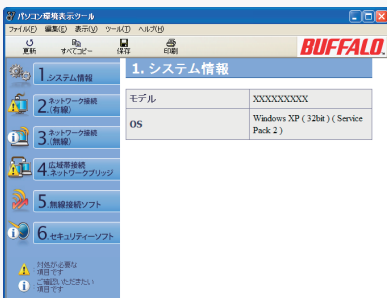 パソコン環境表示ツール
ファイル(F) 編集(E) 表示(V) ツール(T) ヘルプ(H)
更新 すべてコピー 保存 印刷
BUFFALO.
1.システム情報
2.ネットワーク接続(有線)
3.ネットワーク接続(無線)
4.広域帯接続 ネットワークブリッジ
5.無線接続ソフト
6.セキュリティーソフト
対処が必要な
項目です
ご確認いただきたい
項目です
1. システム情報
モデル XXXXXXXXX
OS Windows XP ( 32bit ) ( Service
Pack 2 )